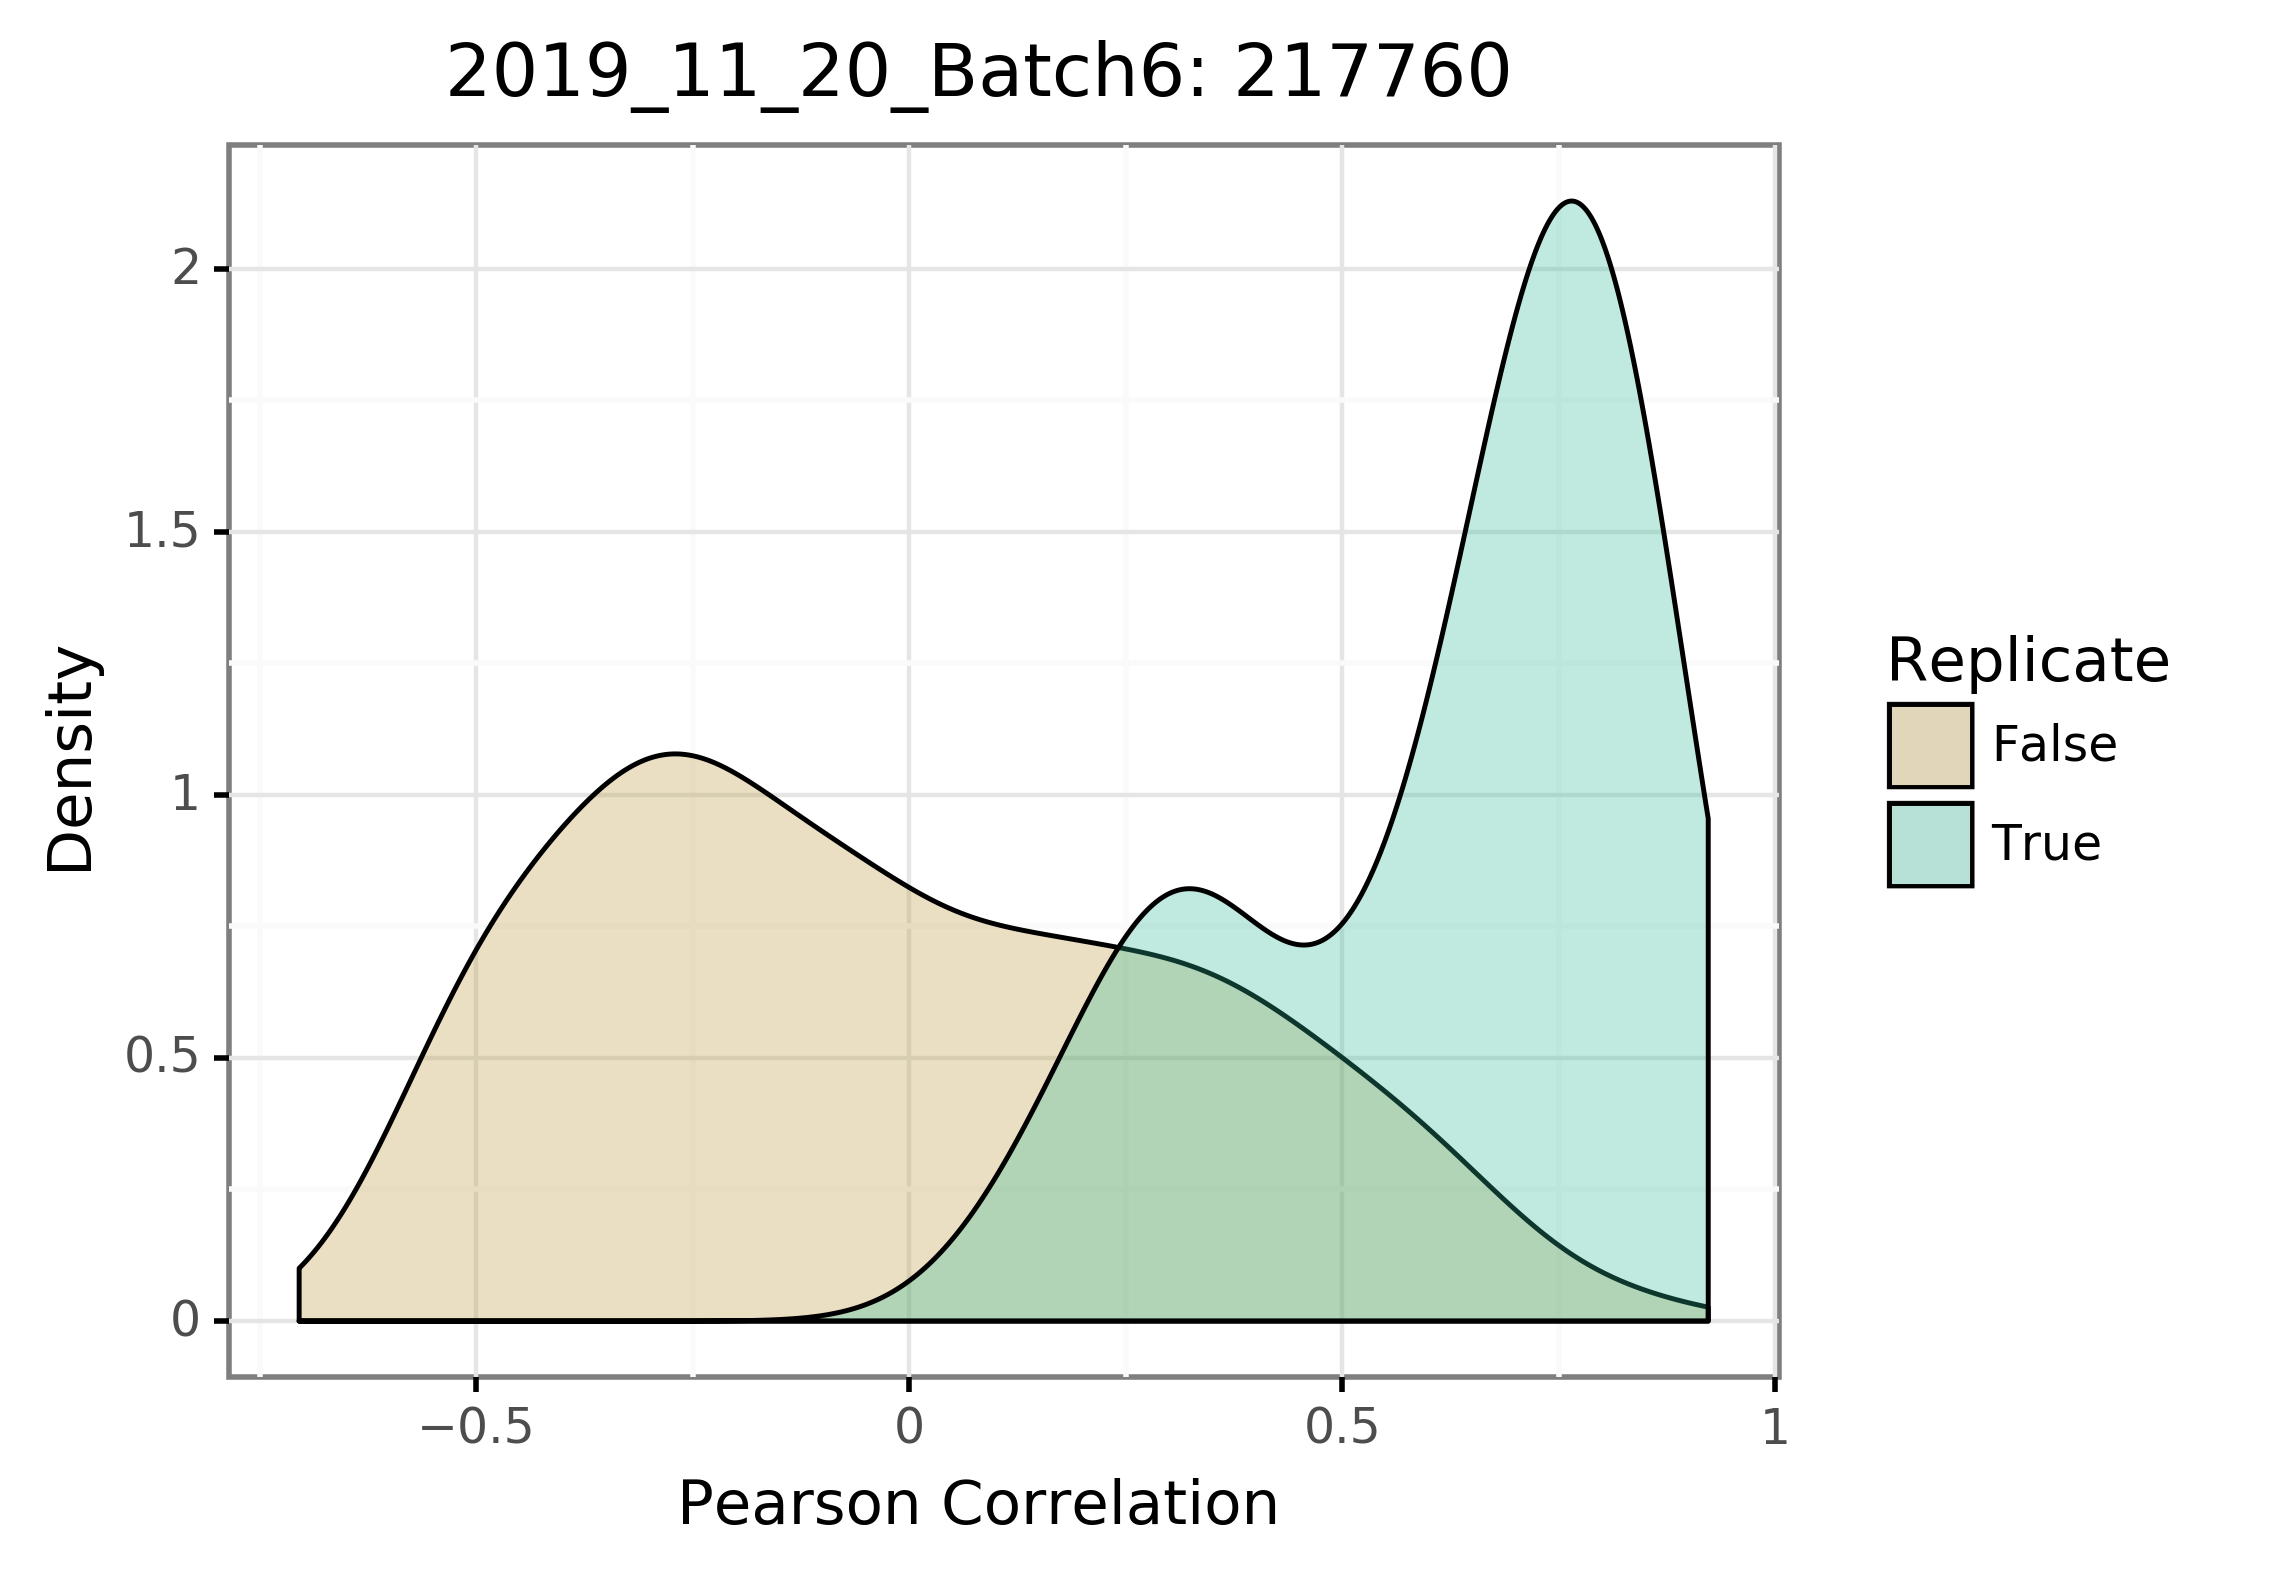 2019_11_20_Batch6: 217760
Density
2
1.5
1
0.5
0
−0.5
0
0.5
1
Pearson Correlation
Replicate
False
True